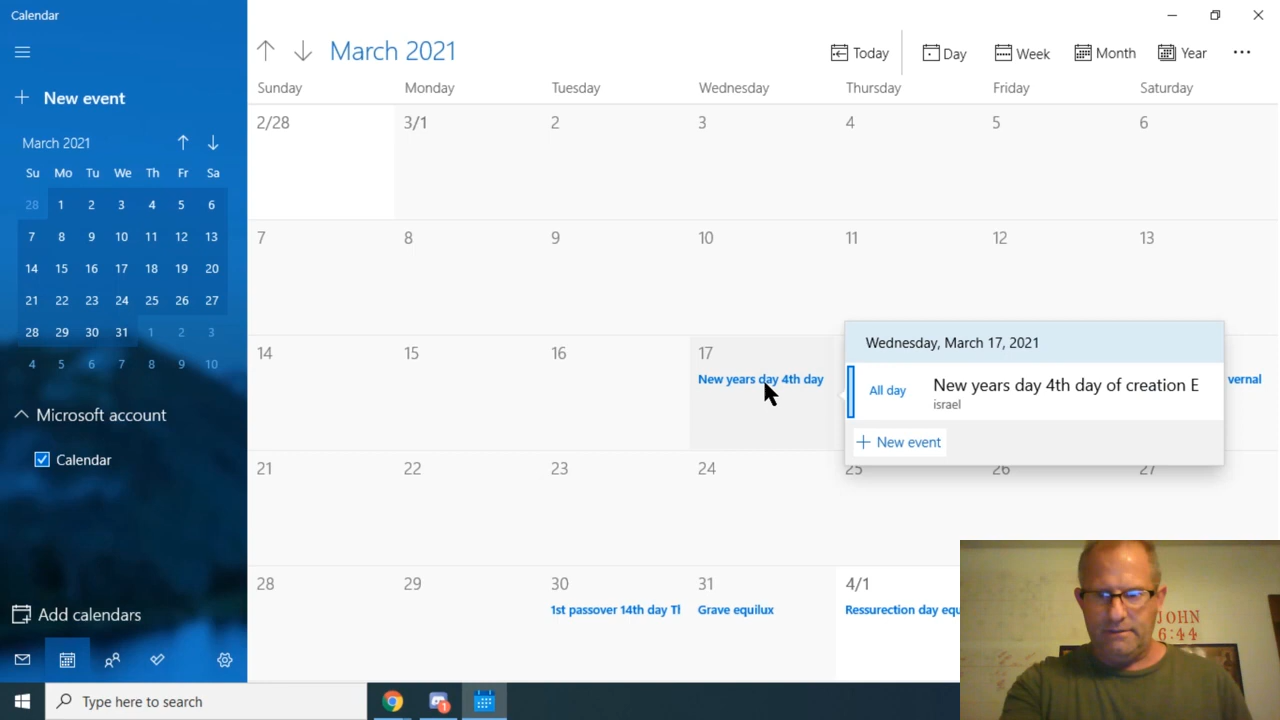 Calendar
New event
March 2021
Su Mo Tu We Th Fr Sa
28 1 2 3 4 5 6
7 8 9 10 11 12 13
14 15 16 17 18 19 20
21 22 23 24 25 26 27
28 29 30 31 1 2 3
4 5 6 7 8 9 10
Microsoft account
Calendar
Add calendars
March 2021
Today Day Week Month Year
Sunday Monday Tuesday Wednesday Thursday Friday Saturday
2/28 3/1 2 3 4 5 6
7 8 9 10 11 12 13
14 15 16 17
New years day 4th day
vernal
Wednesday, March 17, 2021
All day
New years day 4th day of creation E
israel
New event
21 22 23 24 25 26 27
28 29 30 31 4/1
1st passover 14th day Tl Grave equilux Ressurection day equ
JOHN
6:44
Type here to search
1